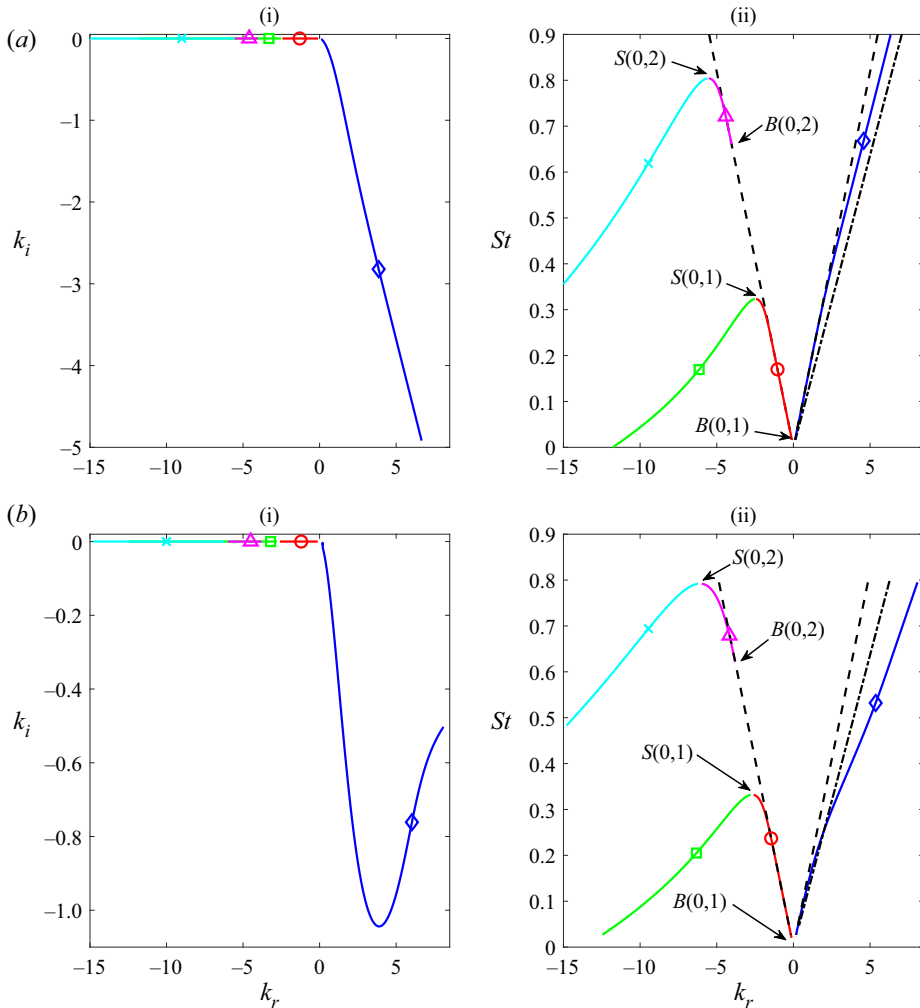 (a)
(i)
(ii)
0
–1
–2
–3
–4
–5
k_i
–15
–10
–5
0
5
0.9
0.8
0.7
0.6
0.5
0.4
0.3
0.2
0.1
0
St
S(0,2)
B(0,2)
S(0,1)
B(0,1)
–15
–10
–5
0
5
(b)
(i)
(ii)
0
–0.2
–0.4
–0.6
–0.8
–1.0
k_i
–15
–10
–5
0
5
k_r
0.9
0.8
0.7
0.6
0.5
0.4
0.3
0.2
0.1
0
St
S(0,2)
B(0,2)
S(0,1)
B(0,1)
–15
–10
–5
0
5
k_r